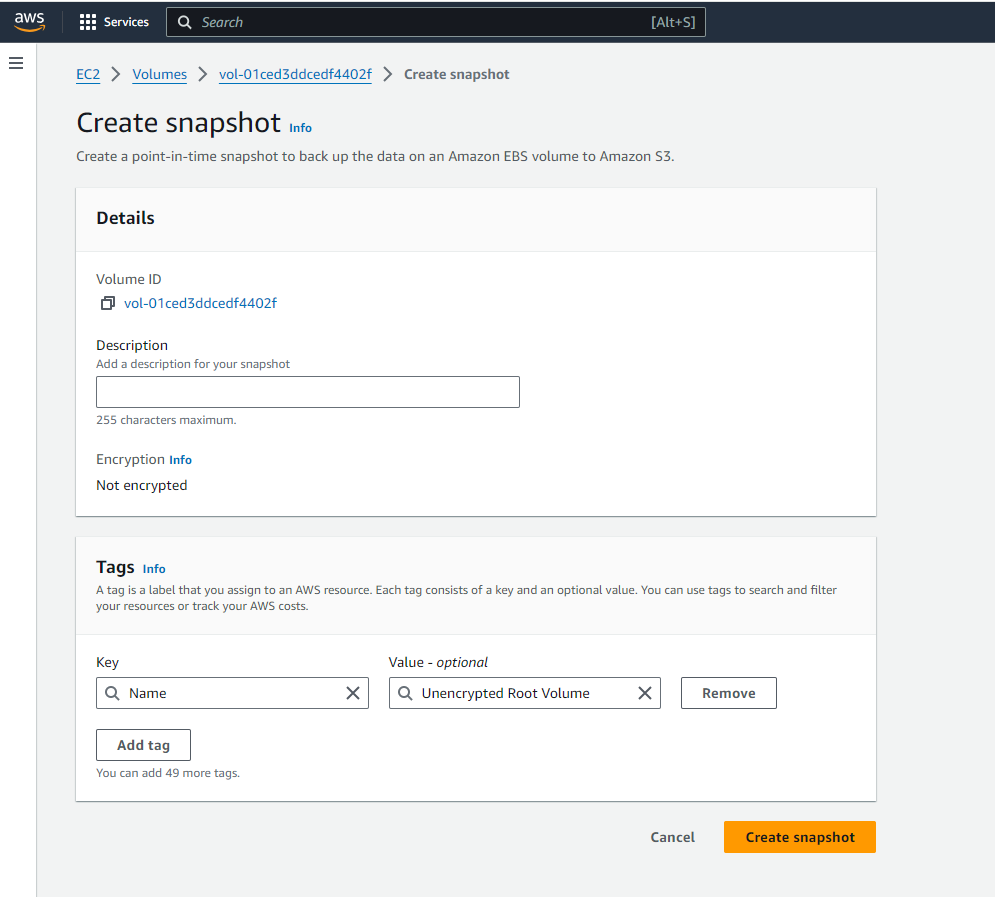 aws Services Search [Alt+S]
EC2 Volumes vol-01ced3ddcedf4402f Create snapshot
Create snapshot Info
Create a point-in-time snapshot to back up the data on an Amazon EBS volume to Amazon S3.
Details
Volume ID
vol-01ced3ddcedf4402f
Description
Add a description for your snapshot
255 characters maximum.
Encryption Info
Not encrypted
Tags Info
A tag is a label that you assign to an AWS resource. Each tag consists of a key and an optional value. You can use tags to search and filter
your resources or track your AWS costs.
Key Value - optional
Name Unencrypted Root Volume Remove
Add tag
You can add 49 more tags.
Cancel Create snapshot